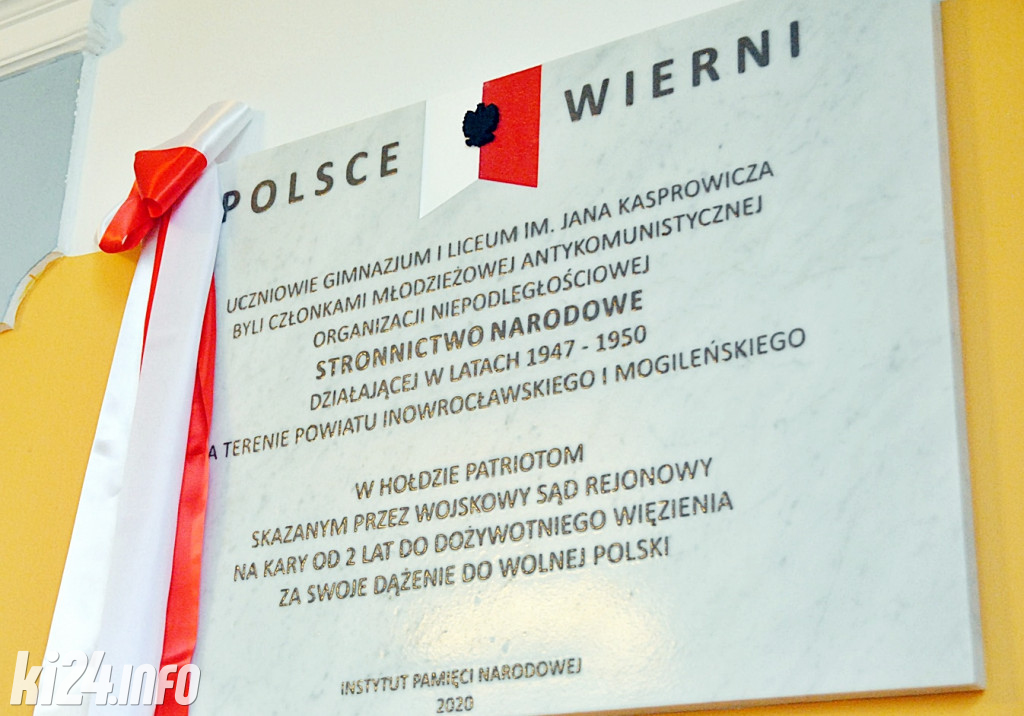 POLSCE WIERNI
UCZNIOWIE GIMNAZJUM I LICEUM IM. JANA KASPROWICZA
BYLI CZŁONKAMI MŁODZIEŻOWEJ ANTYKOMUNISTYCZNEJ
ORGANIZACJI NIEPODLEGŁOŚCIOWEJ
STRONNICTWO NARODOWE
DZIAŁAJĄCEJ W LATACH 1947 - 1950
A TERENIE POWIATU INOWROCŁAWSKIEGO I MOGILEŃSKIEGO
W HOŁDZIE PATRIOTOM
SKAZANYM PRZEZ WOJSKOWY SĄD REJONOWY
NA KARY OD 2 LAT DO DOŻYWOTNIEGO WIĘZIENIA
ZA SWOJE DĄŻENIE DO WOLNEJ POLSKI
INSTYTUT PAMIĘCI NARODOWEJ
2020
ki24.info